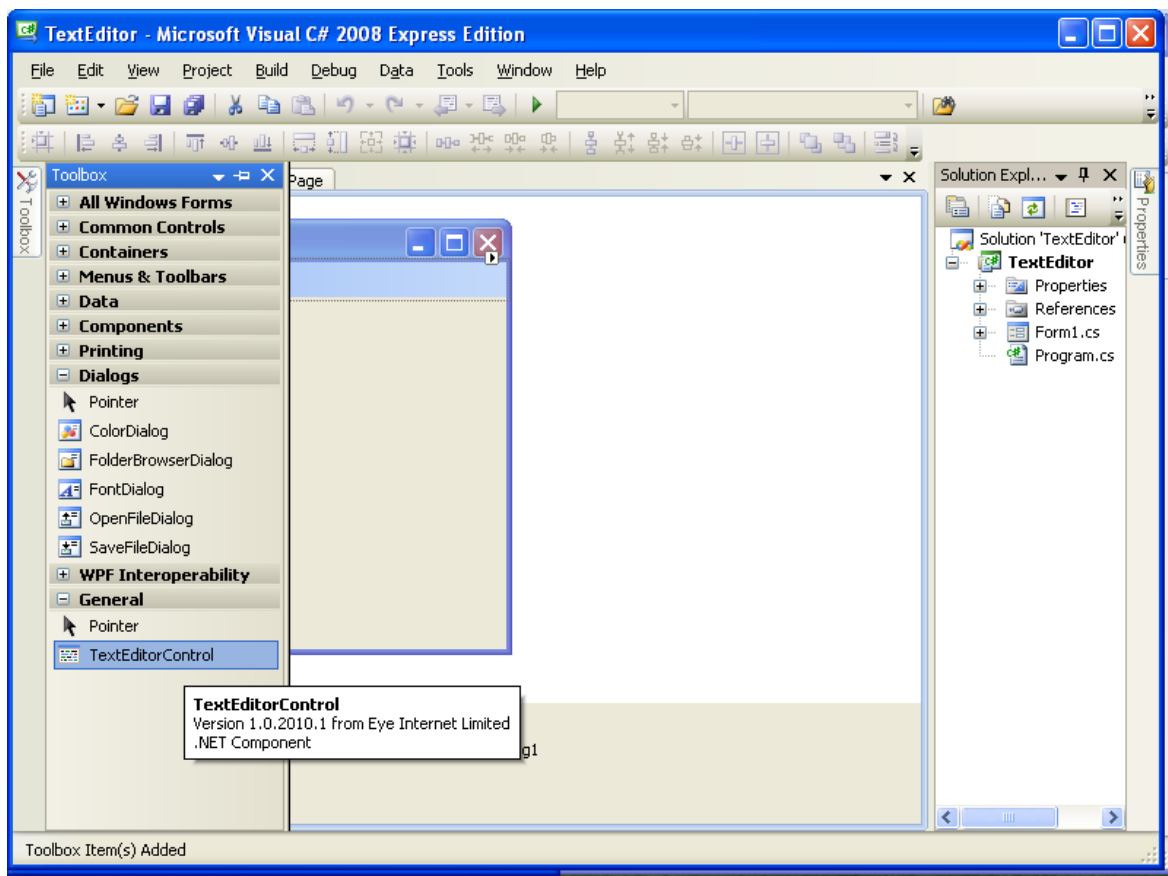 TextEditor - Microsoft Visual C# 2008 Express Edition
File Edit View Project Build Debug Data Tools Window Help
Toolbox
Page
Solution Expl...
Toolbox
All Windows Forms
Common Controls
Containers
Menus & Toolbars
Data
Components
Printing
Dialogs
Pointer
ColorDialog
FolderBrowserDialog
FontDialog
OpenFileDialog
SaveFileDialog
WPF Interoperability
General
Pointer
TextEditorControl
TextEditorControl
Version 1.0.2010.1 from Eye Internet Limited
.NET Component
g1
Solution 'TextEditor'
TextEditor
Properties
References
Form1.cs
Program.cs
Properties
Toolbox Item(s) Added